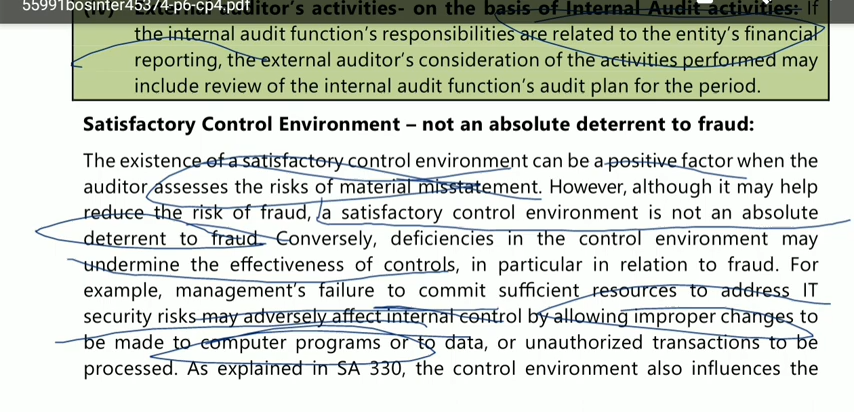 55991bosinter45374-p6-cp4.pdf
External Auditor's activities- on the basis of Internal Audit activities: If
the internal audit function's responsibilities are related to the entity's financial
reporting, the external auditor's consideration of the activities performed may
include review of the internal audit function's audit plan for the period.
Satisfactory Control Environment – not an absolute deterrent to fraud:
The existence of a satisfactory control environment can be a positive factor when the
auditor assesses the risks of material misstatement. However, although it may help
reduce the risk of fraud, a satisfactory control environment is not an absolute
deterrent to fraud. Conversely, deficiencies in the control environment may
undermine the effectiveness of controls, in particular in relation to fraud. For
example, management's failure to commit sufficient resources to address IT
security risks may adversely affect internal control by allowing improper changes to
be made to computer programs or to data, or unauthorized transactions to be
processed. As explained in SA 330, the control environment also influences the